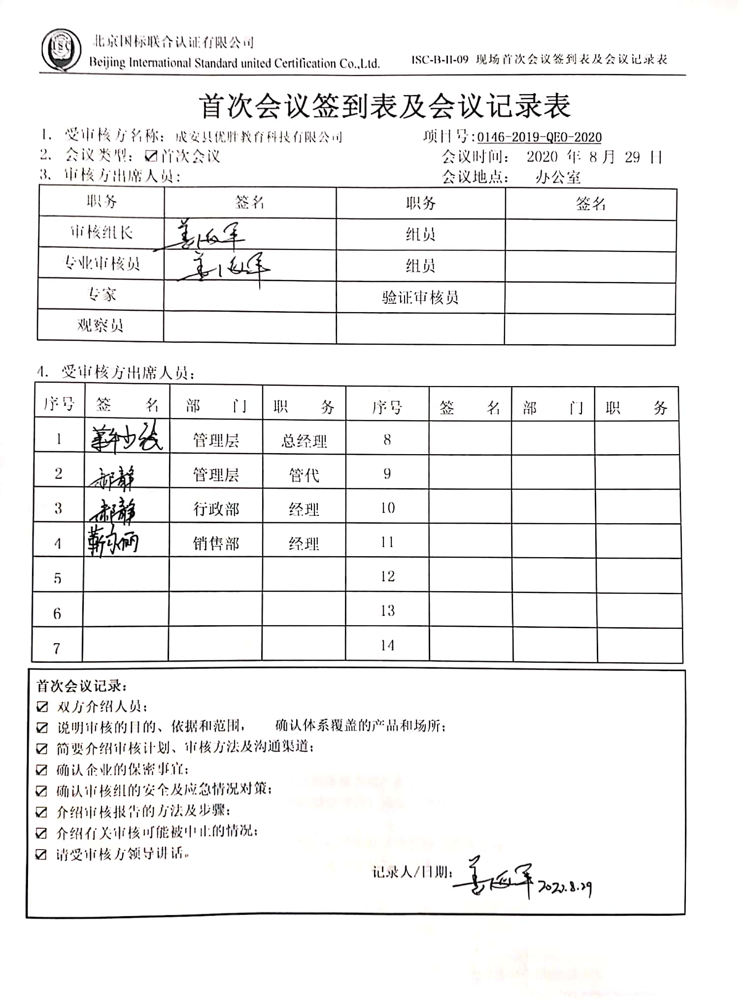 ISC
北京国标联合认证有限公司
Beijing International Standard united Certification Co.,Ltd.
ISC-B-II-09 现场首次会议签到表及会议记录表
首次会议签到表及会议记录表
1. 受审核方名称：成安县优胜教育科技有限公司 项目号:0146-2019-QEO-2020
2. 会议类型：☑首次会议 会议时间： 2020 年 8 月 29 日
3. 审核方出席人员： 会议地点： 办公室
职务 签名 职务 签名
审核组长 姜海军 组员
专业审核员 姜海军 组员
专家 验证审核员
观察员
4. 受审核方出席人员：
序号 签 名 部 门 职 务 序号 签 名 部 门 职 务
1 管理层 总经理 8
2 郝静 管理层 管代 9
3 郝静 行政部 经理 10
4 销售部 经理 11
5 12
6 13
7 14
首次会议记录：
☑ 双方介绍人员；
☑ 说明审核的目的、依据和范围， 确认体系覆盖的产品和场所；
☑ 简要介绍审核计划、审核方法及沟通渠道；
☑ 确认企业的保密事宜；
☑ 确认审核组的安全及应急情况对策；
☑ 介绍审核报告的方法及步骤；
☑ 介绍有关审核可能被中止的情况；
☑ 请受审核方领导讲话。
记录人/日期： 姜海军 2020.8.29